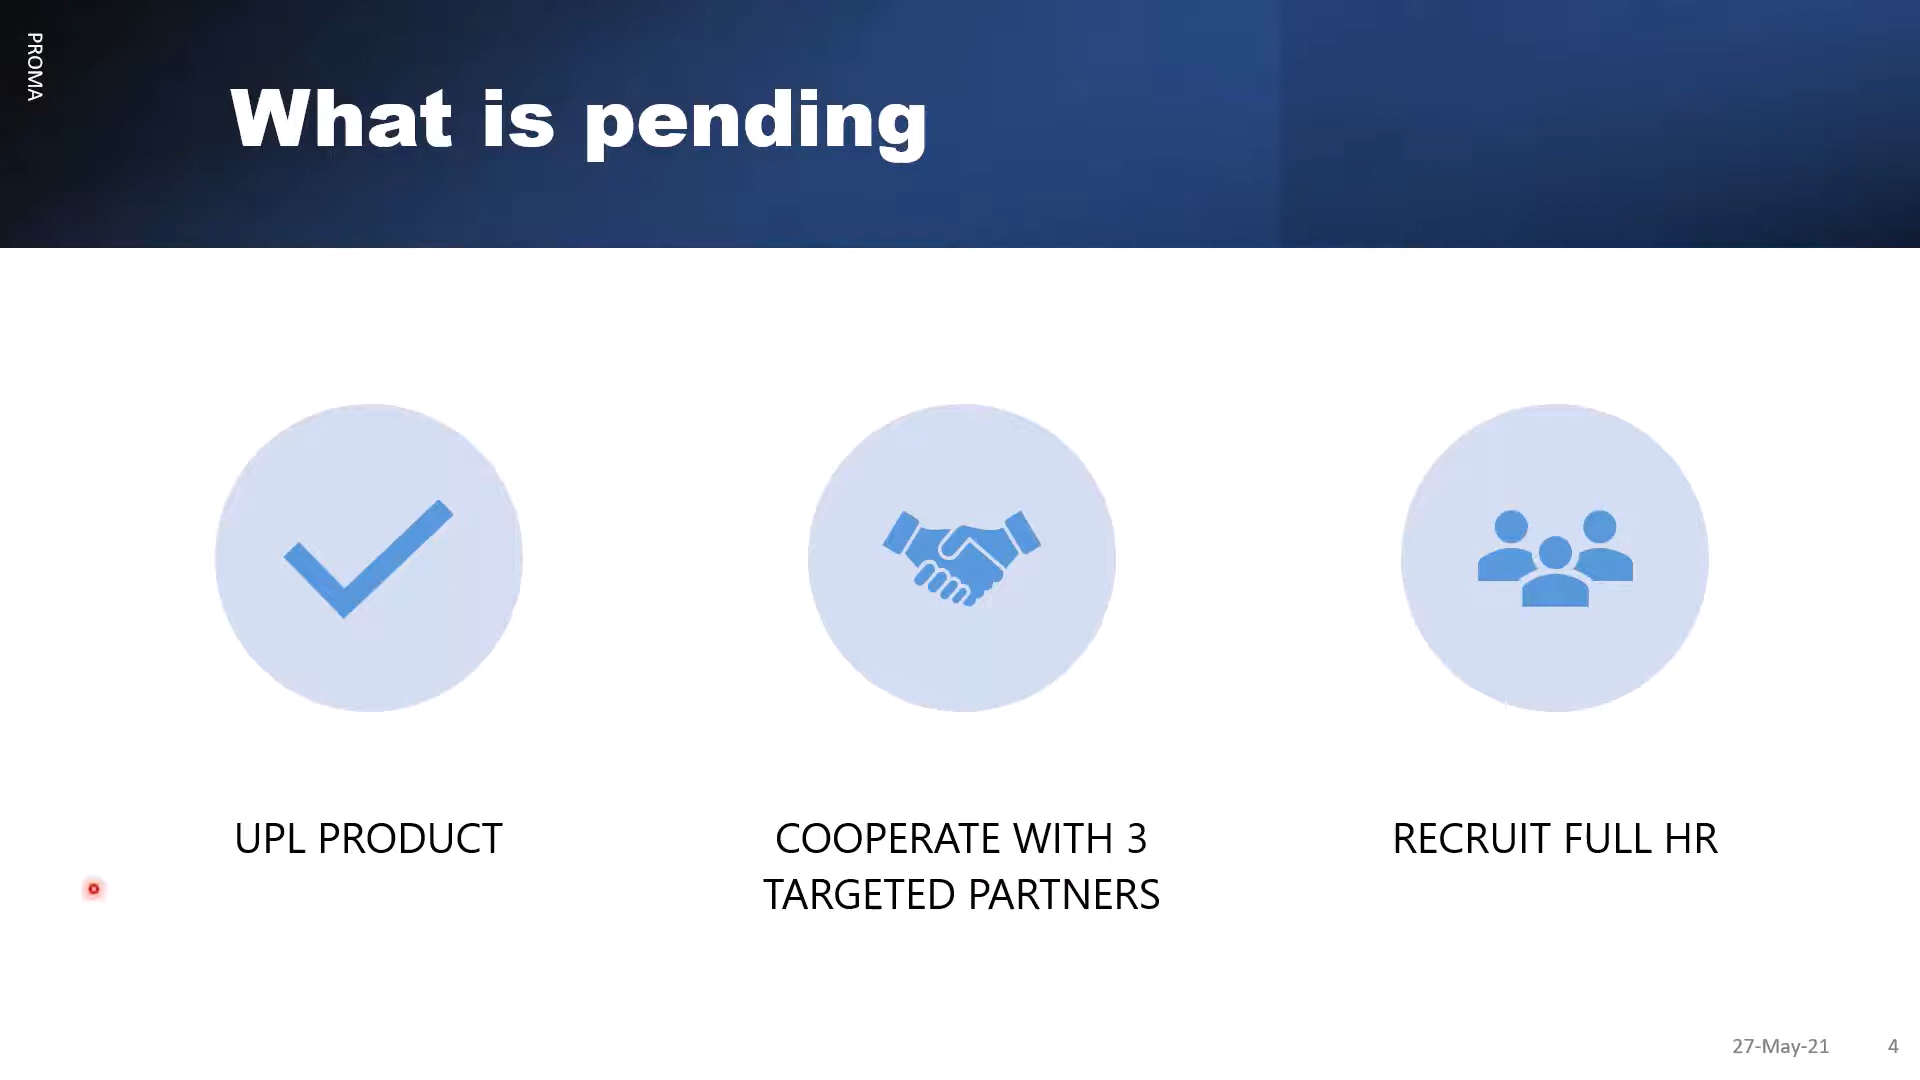 PROMA
What is pending
UPL PRODUCT
COOPERATE WITH 3
TARGETED PARTNERS
RECRUIT FULL HR
27-May-21
4